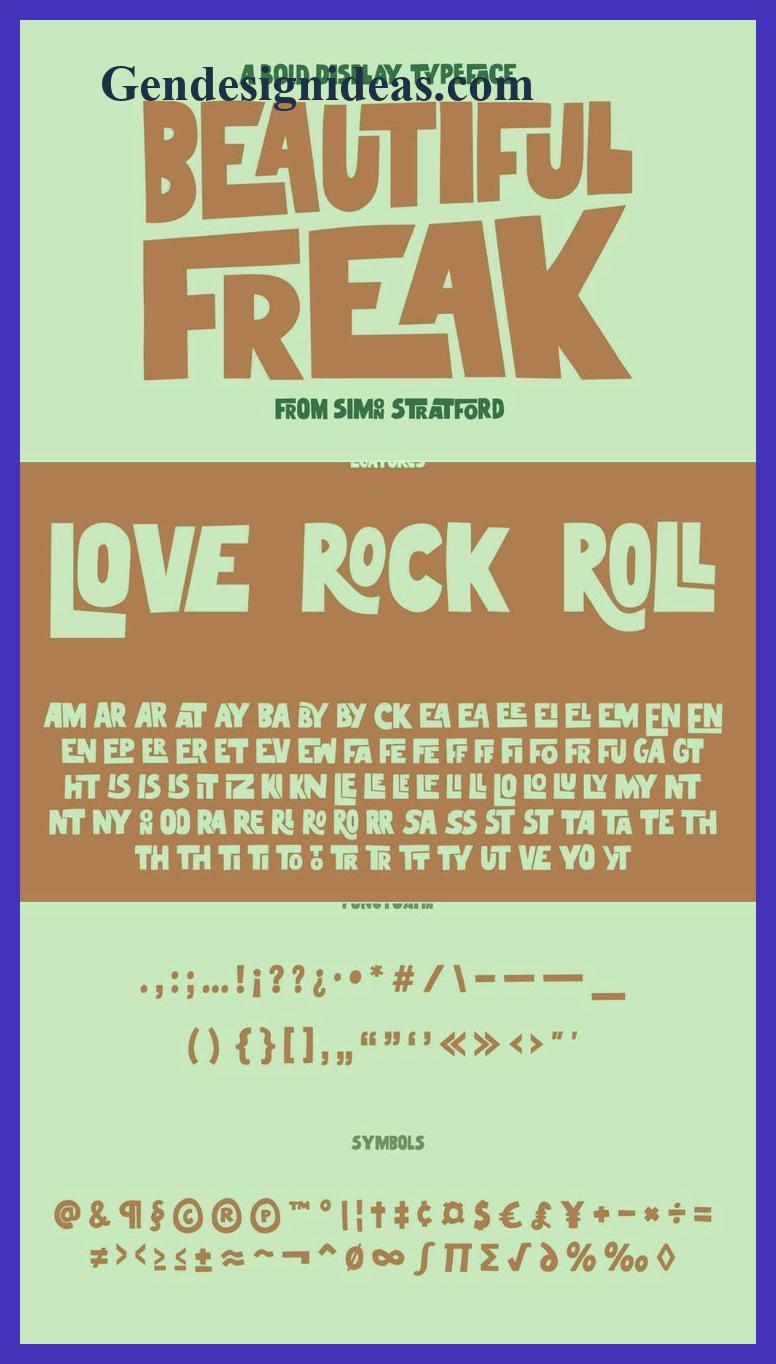 A BOLD DISPLAY TYPEFACE
Gendesignideas.com
BEAUTIFUL
FREAK
FROM SIMON STRATFORD
LOVE ROCK ROLL
AM AR AR AT AY BA BY BY CK EA EA EE EI EL EM EN EN
EN EP ER ER ET EV EW FA FE FE FF FF FI FO FR FU GA GT
HT IS IS IS IT IZ KI KN LE LE LE LE LI LL LO LO LU LY MY NT
NT NY ON OO RA RE RI RO RO RR SA SS ST ST TA TA TE TH
TH TH TI TI TO TO TR TR TT TY UT VE YO YT
.,:;…!¡??¿·•*#/\-–—_
(){}[]‚„“”‘’«»‹›"'
SYMBOLS
@&¶§©®℗™°|¦†‡¢¤$€£¥+−×÷=
≠><≥≤±≈~¬^Ø∞∫∏Σ√∂%‰◊